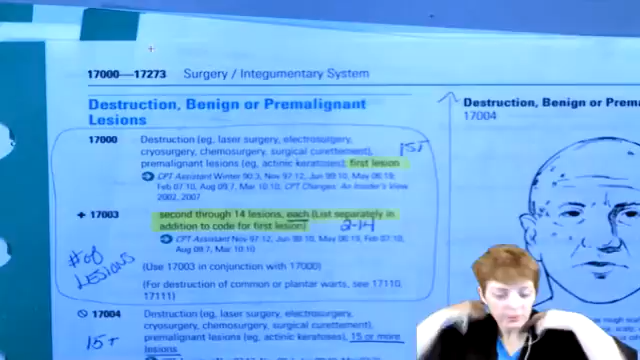 17000—17273 Surgery / Integumentary System
Destruction, Benign or Premalignant
Lesions
17000 Destruction (eg, laser surgery, electrosurgery,
cryosurgery, chemosurgery, surgical curettement),
premalignant lesions (eg, actinic keratoses); first lesion
1ST
CPT Assistant Winter 90:3, Nov 97:12, Jun 99:10, May 06:19,
Feb 07:10, Aug 09:7, Mar 10:10; CPT Changes: An Insider's View
2002, 2007
+ 17003 second through 14 lesions, each (List separately in
addition to code for first lesion)
2-14
CPT Assistant Nov 97:12, Jun 99:10, May 06:19, Feb 07:10,
Aug 09:7, Mar 10:10
# of
LESIONS
(Use 17003 in conjunction with 17000)
(For destruction of common or plantar warts, see 17110,
17111)
17004 Destruction (eg, laser surgery, electrosurgery,
cryosurgery, chemosurgery, surgical curettement),
premalignant lesions (eg, actinic keratoses), 15 or more
lesions
15+
Destruction, Benign or Prema
17004